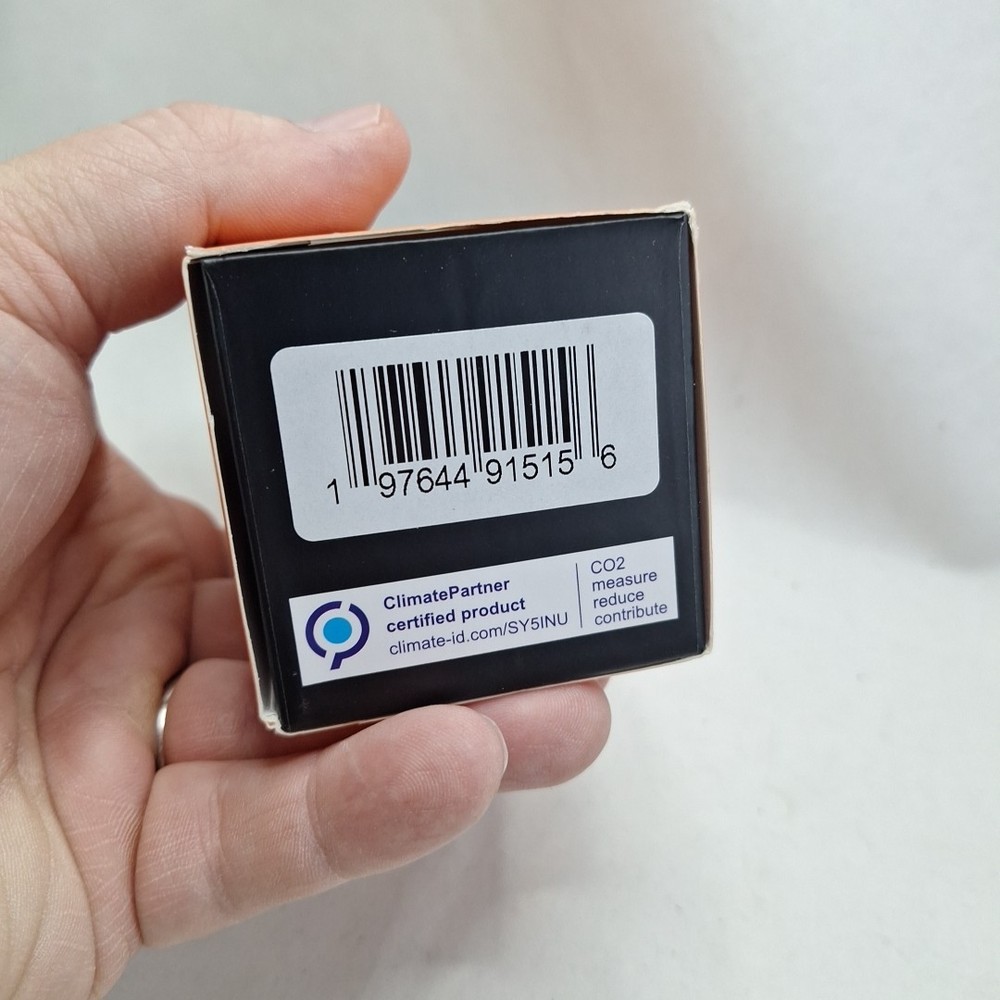 1 97644 91515 6
ClimatePartner
certified product
climate-id.com/SY5INU
CO2
measure
reduce
contribute